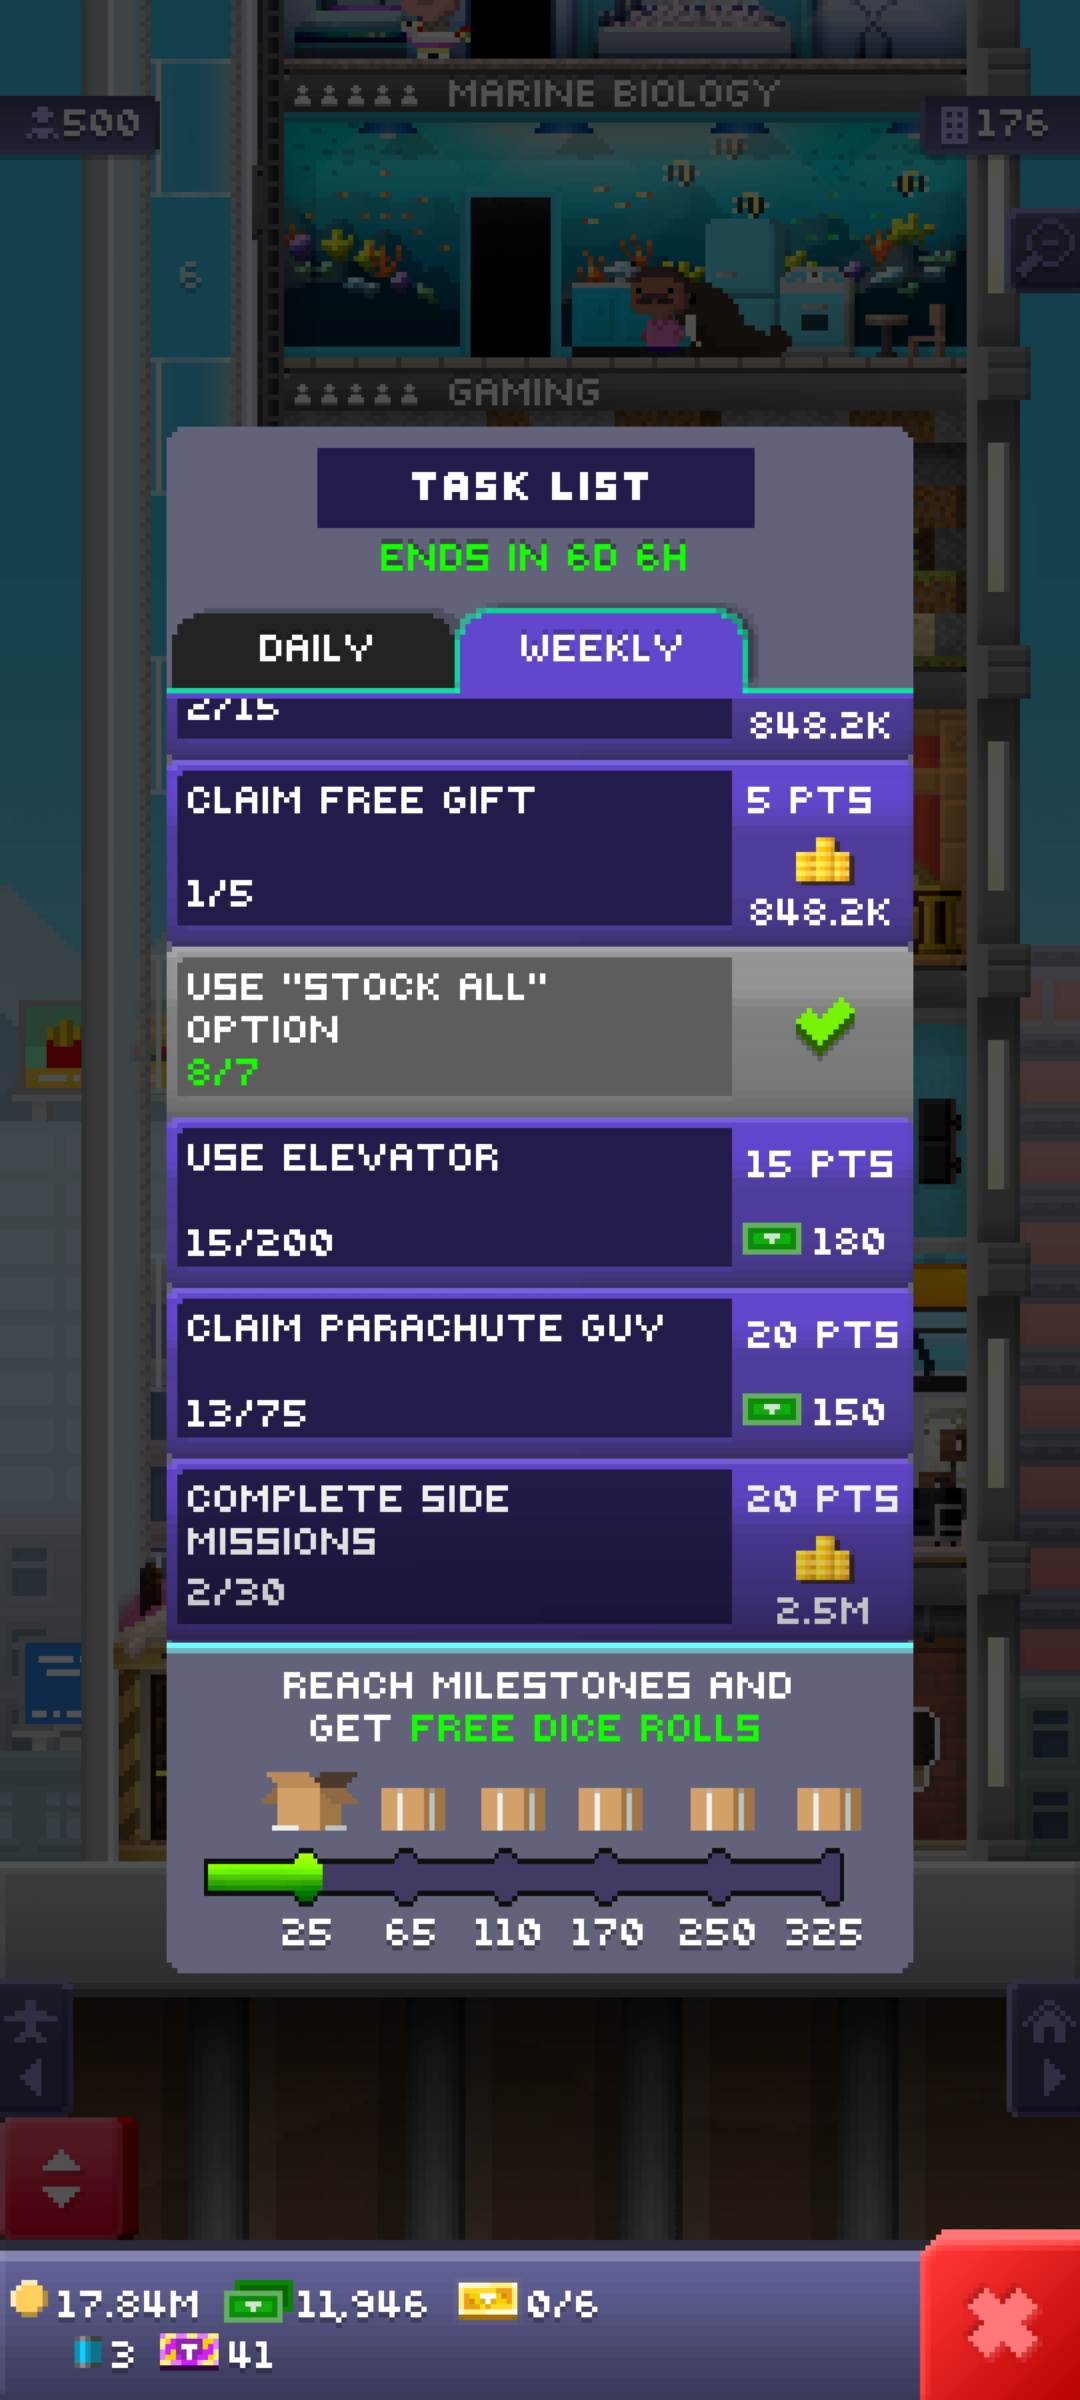 MARINE BIOLOGY
500
176
6
GAMING
TASK LIST
ENDS IN 6D 6H
DAILY
WEEKLY
2/15
848.2K
CLAIM FREE GIFT
5 PTS
1/5
848.2K
USE "STOCK ALL"
OPTION
8/7
USE ELEVATOR
15 PTS
15/200
180
CLAIM PARACHUTE GUY
20 PTS
13/75
150
COMPLETE SIDE
MISSIONS
20 PTS
2/30
2.5M
REACH MILESTONES AND
GET FREE DICE ROLLS
25 65 110 170 250 325
17.84M 11,946 0/6
3 41